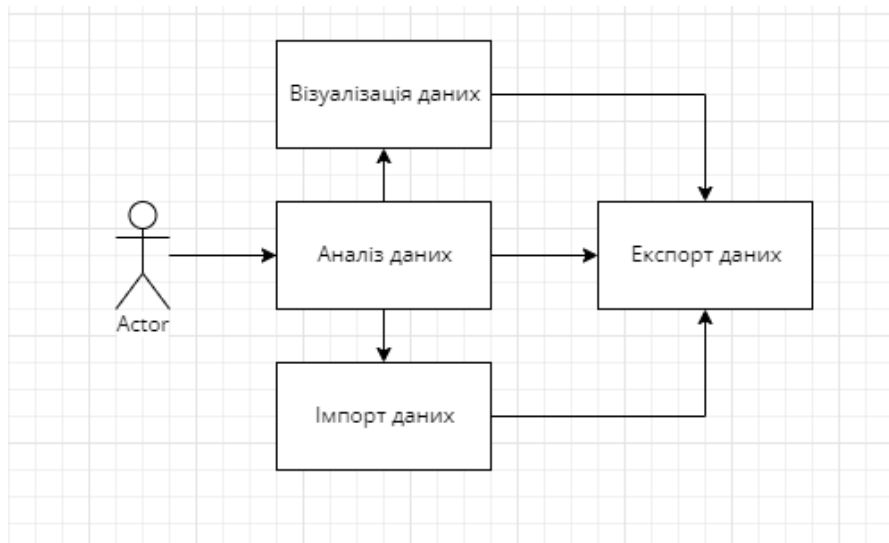 Візуалізація даних
Аналіз даних
Експорт даних
Actor
Імпорт даних